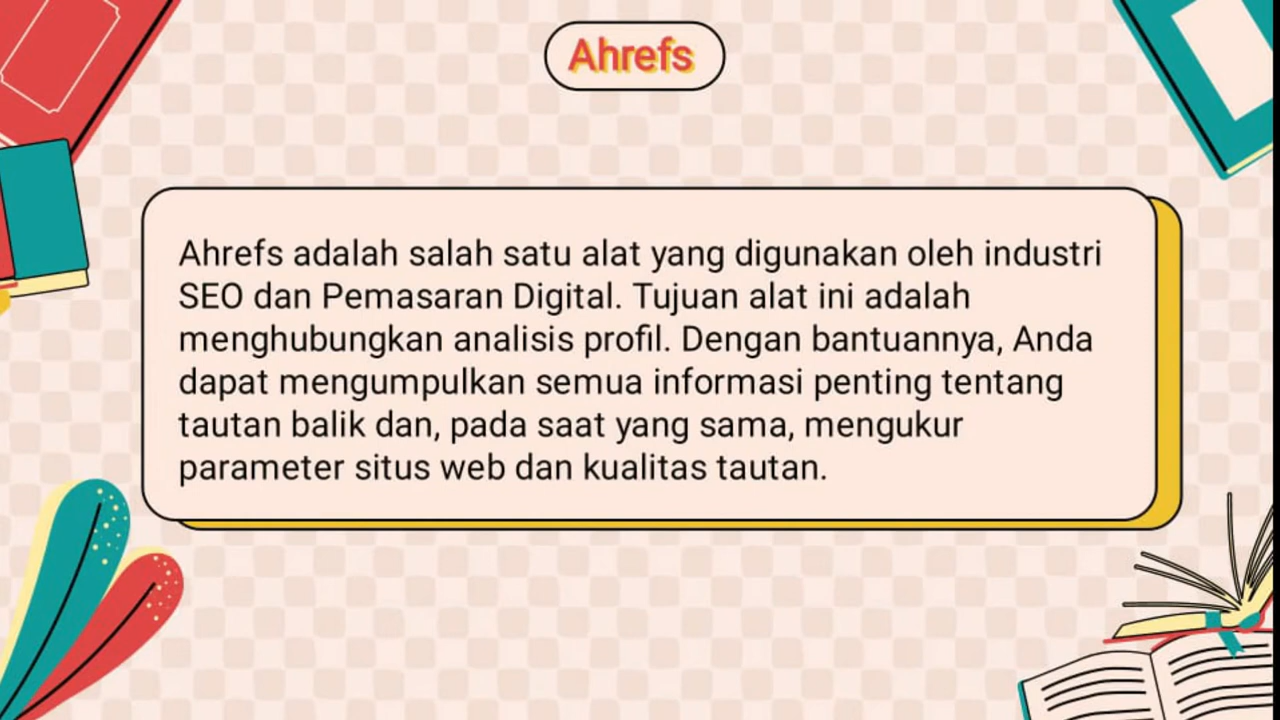 Ahrefs
Ahrefs adalah salah satu alat yang digunakan oleh industri
SEO dan Pemasaran Digital. Tujuan alat ini adalah
menghubungkan analisis profil. Dengan bantuannya, Anda
dapat mengumpulkan semua informasi penting tentang
tautan balik dan, pada saat yang sama, mengukur
parameter situs web dan kualitas tautan.